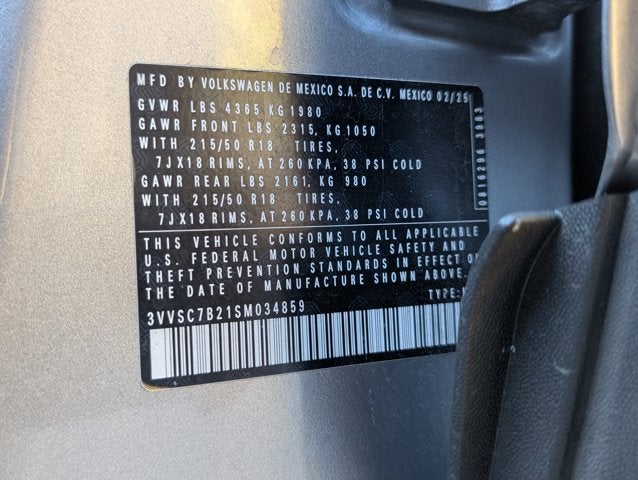 MFD BY VOLKSWAGEN DE MEXICO S.A. DE C.V. MEXICO 02/25
GVWR LBS 4365 KG 1980
GAWR FRONT LBS 2315, KG 1050
WITH 215/50 R18 TIRES,
7JX18 RIMS, AT 260 KPA, 38 PSI COLD
GAWR REAR LBS 2161, KG 980
WITH 215/50 R18 TIRES,
7JX18 RIMS, AT 260 KPA, 38 PSI COLD
THIS VEHICLE CONFORMS TO ALL APPLICABLE
U.S. FEDERAL MOTOR VEHICLE SAFETY AND
THEFT PREVENTION STANDARDS IN EFFECT
THE DATE OF MANUFACTURE SHOWN ABOVE.
3VVSC7B21SM034859 TYPE:
0816296 3983